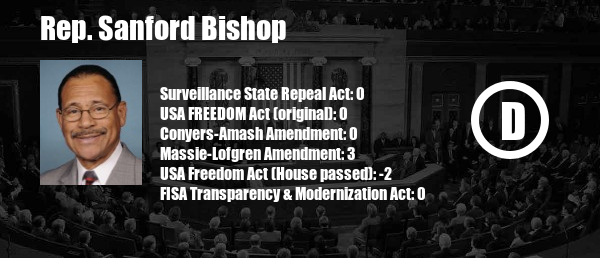 Rep. Sanford Bishop
Surveillance State Repeal Act: 0
USA FREEDOM Act (original): 0
Conyers-Amash Amendment: 0
Massie-Lofgren Amendment: 3
USA Freedom Act (House passed): -2
FISA Transparency & Modernization Act: 0
D